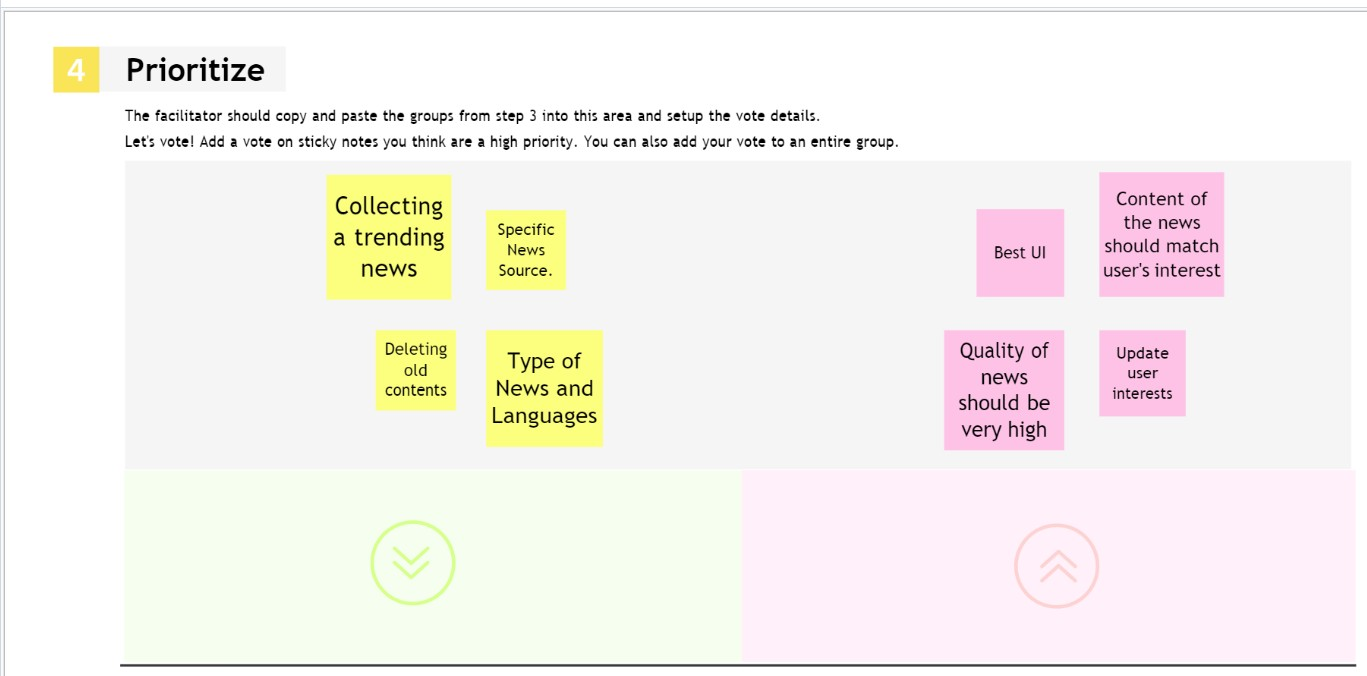 4 Prioritize
The facilitator should copy and paste the groups from step 3 into this area and setup the vote details.
Let's vote! Add a vote on sticky notes you think are a high priority. You can also add your vote to an entire group.
Collecting
a trending
news
Specific
News
Source.
Deleting
old
contents
Type of
News and
Languages
Best UI
Content of
the news
should match
user's interest
Quality of
news
should be
very high
Update
user
interests